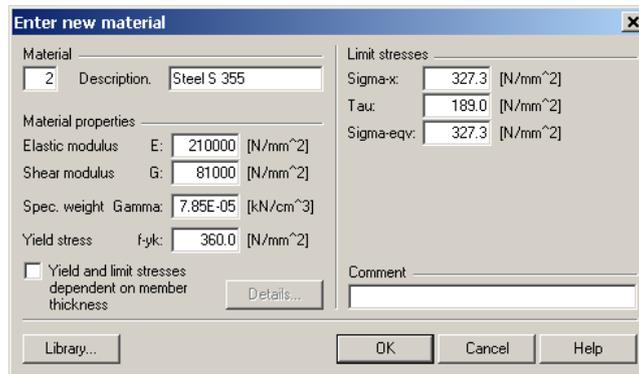 Enter new material
Material
2 Description. Steel S 355
Material properties
Elastic modulus E: 210000 [N/mm^2]
Shear modulus G: 81000 [N/mm^2]
Spec. weight Gamma: 7.85E-05 [kN/cm^3]
Yield stress f-yk: 360.0 [N/mm^2]
Yield and limit stresses
dependent on member
thickness
Details...
Limit stresses
Sigma-x: 327.3 [N/mm^2]
Tau: 189.0 [N/mm^2]
Sigma-eqv: 327.3 [N/mm^2]
Comment
Library... OK Cancel Help